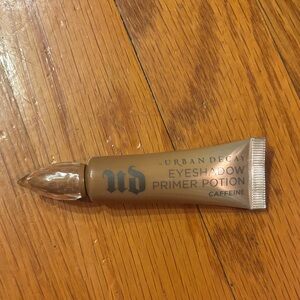 UD
URBAN DECAY
EYESHADOW
PRIMER POTION
CAFFEINE